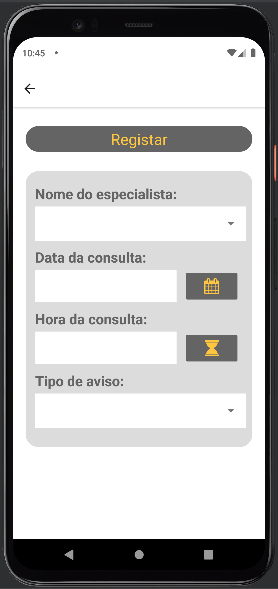 10:45
Registar
Nome do especialista:
Data da consulta:
Hora da consulta:
Tipo de aviso: